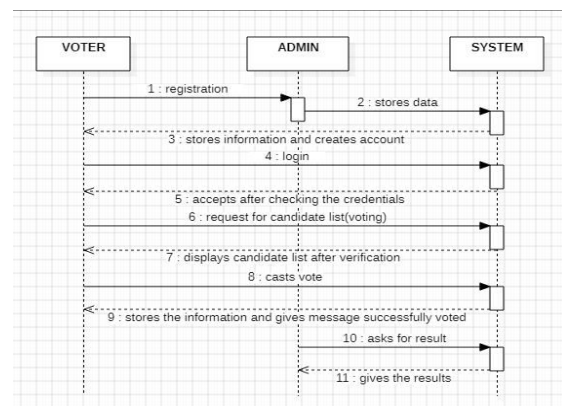 VOTER
ADMIN
SYSTEM
1 : registration
2 : stores data
3 : stores information and creates account
4 : login
5 : accepts after checking the credentials
6 : request for candidate list(voting)
7 : displays candidate list after verification
8 : casts vote
9 : stores the information and gives message successfully voted
10 : asks for result
11 : gives the results